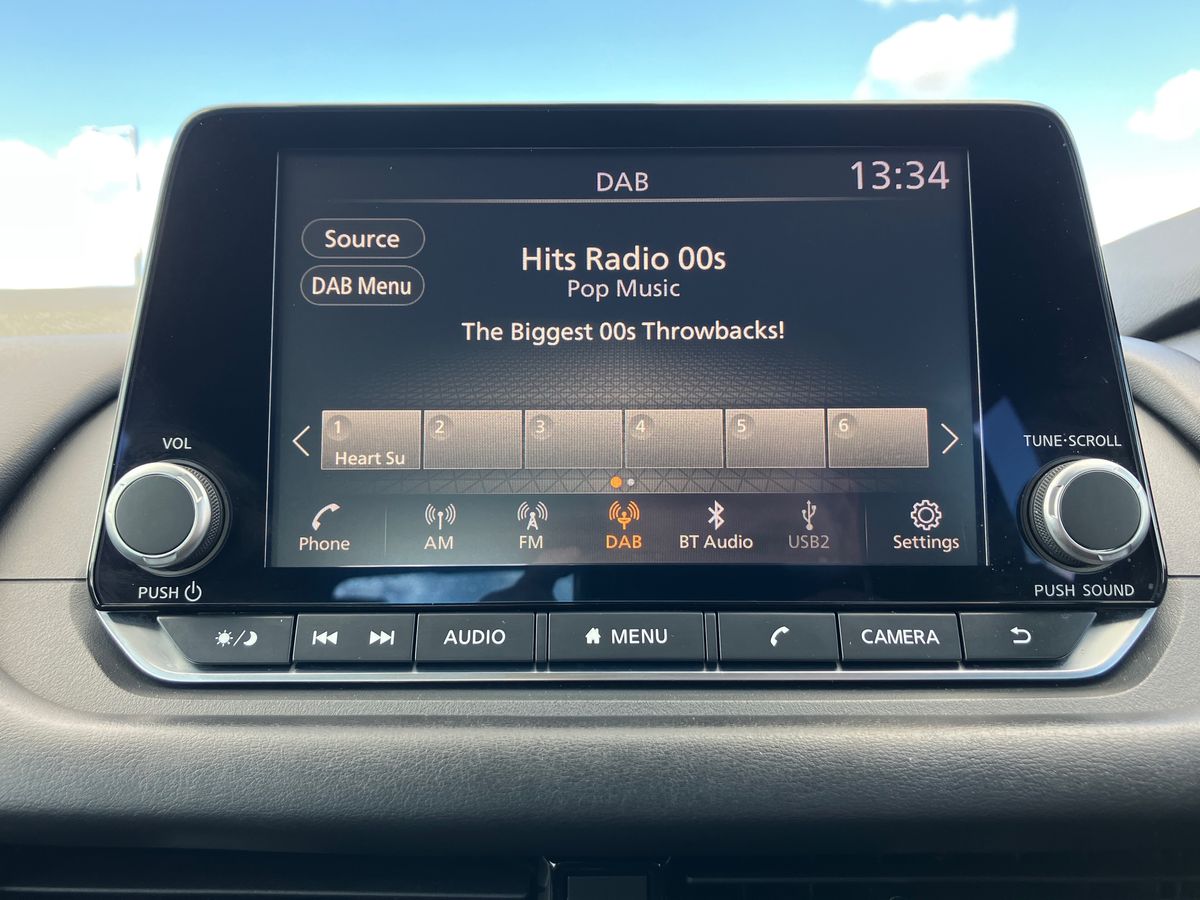 DAB
13:34
Source
Hits Radio 00s
DAB Menu
Pop Music
The Biggest 00s Throwbacks!
1 2 3 4 5 6
Heart Su
VOL
TUNE·SCROLL
Phone AM FM DAB BT Audio USB2 Settings
PUSH
PUSH SOUND
AUDIO MENU CAMERA